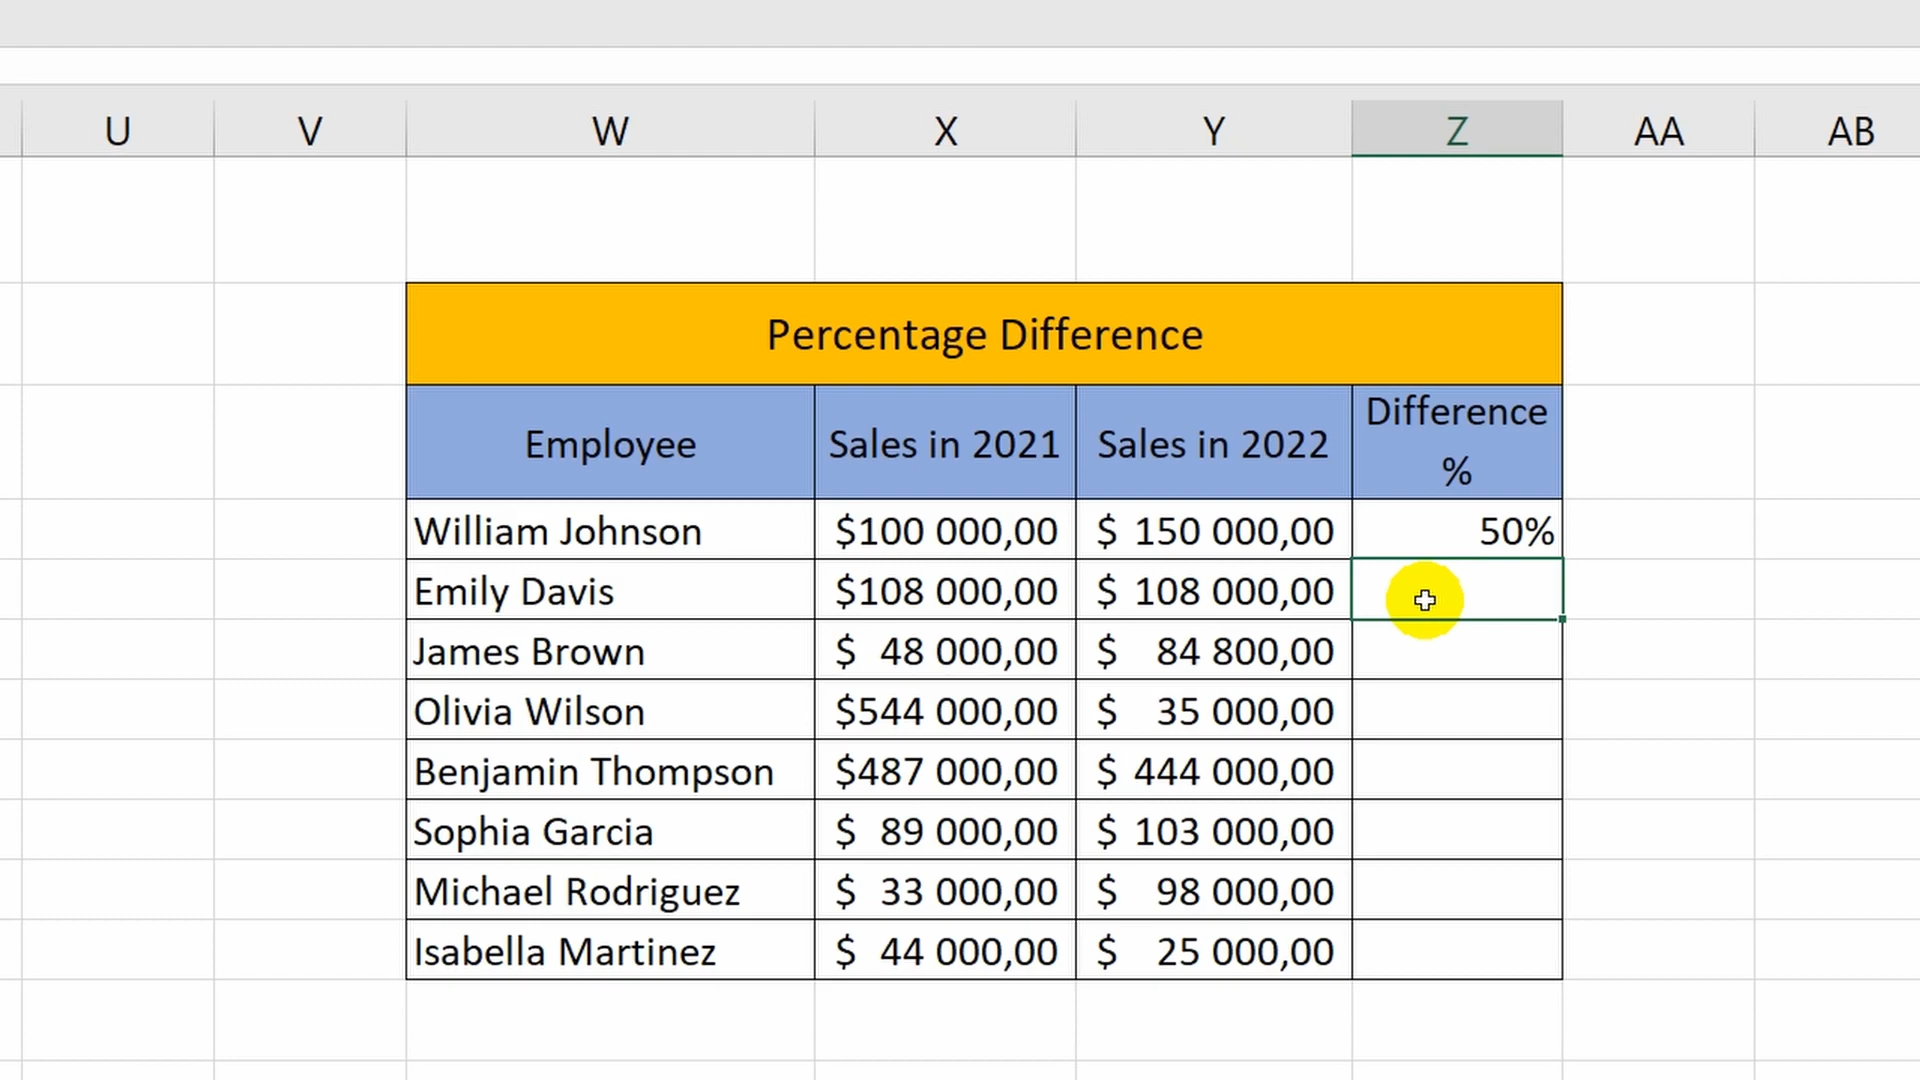 U V W X Y Z AA AB
Percentage Difference
Employee Sales in 2021 Sales in 2022 Difference %
William Johnson $100 000,00 $ 150 000,00 50%
Emily Davis $108 000,00 $ 108 000,00
James Brown $ 48 000,00 $ 84 800,00
Olivia Wilson $544 000,00 $ 35 000,00
Benjamin Thompson $487 000,00 $ 444 000,00
Sophia Garcia $ 89 000,00 $ 103 000,00
Michael Rodriguez $ 33 000,00 $ 98 000,00
Isabella Martinez $ 44 000,00 $ 25 000,00